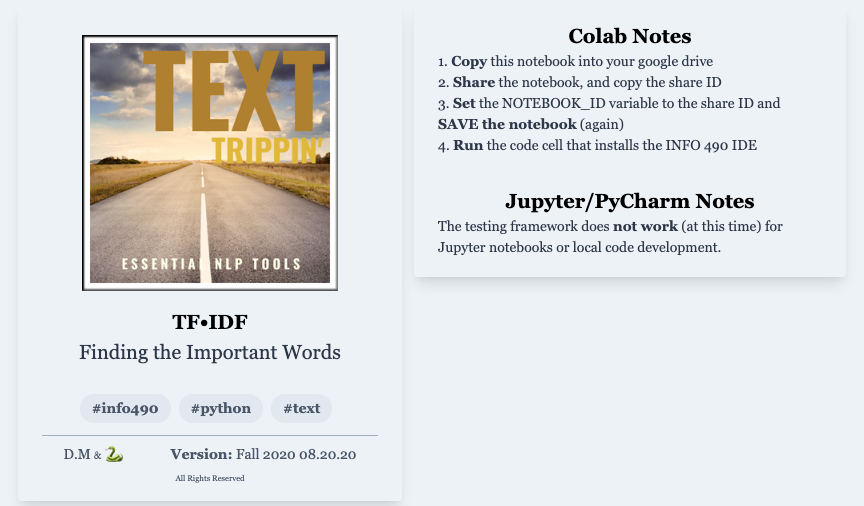 TEXT
TRIPPIN'
ESSENTIAL NLP TOOLS
TF•IDF
Finding the Important Words
#info490
#python
#text
D.M & 🐍
Version: Fall 2020 08.20.20
All Rights Reserved
Colab Notes
1. Copy this notebook into your google drive
2. Share the notebook, and copy the share ID
3. Set the NOTEBOOK_ID variable to the share ID and
SAVE the notebook (again)
4. Run the code cell that installs the INFO 490 IDE
Jupyter/PyCharm Notes
The testing framework does not work (at this time) for
Jupyter notebooks or local code development.